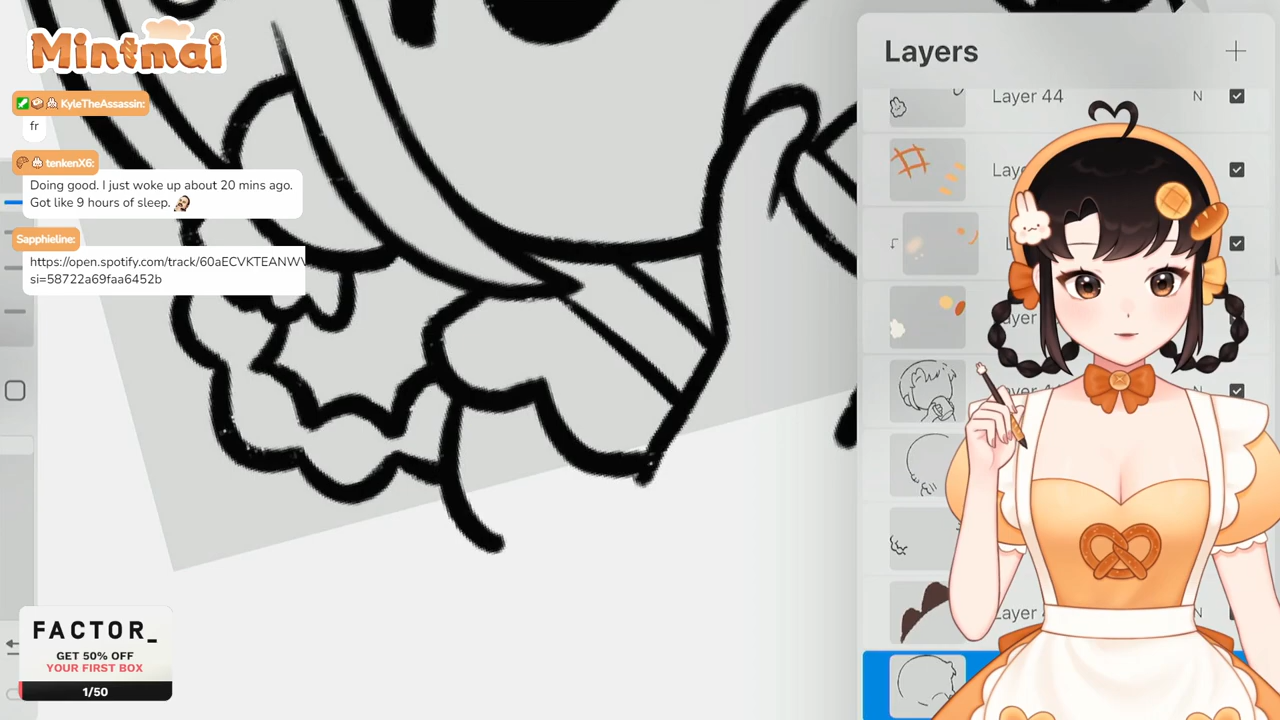 Mintmai
KyleTheAssassin:
fr
tenkenX6:
Doing good. I just woke up about 20 mins ago.
Got like 9 hours of sleep.
Sapphieline:
https://open.spotify.com/track/60aECVKTEANW
si=58722a69faa6452b
FACTOR_
GET 50% OFF
YOUR FIRST BOX
1/50
Layers
Layer 44
N
Layer
N